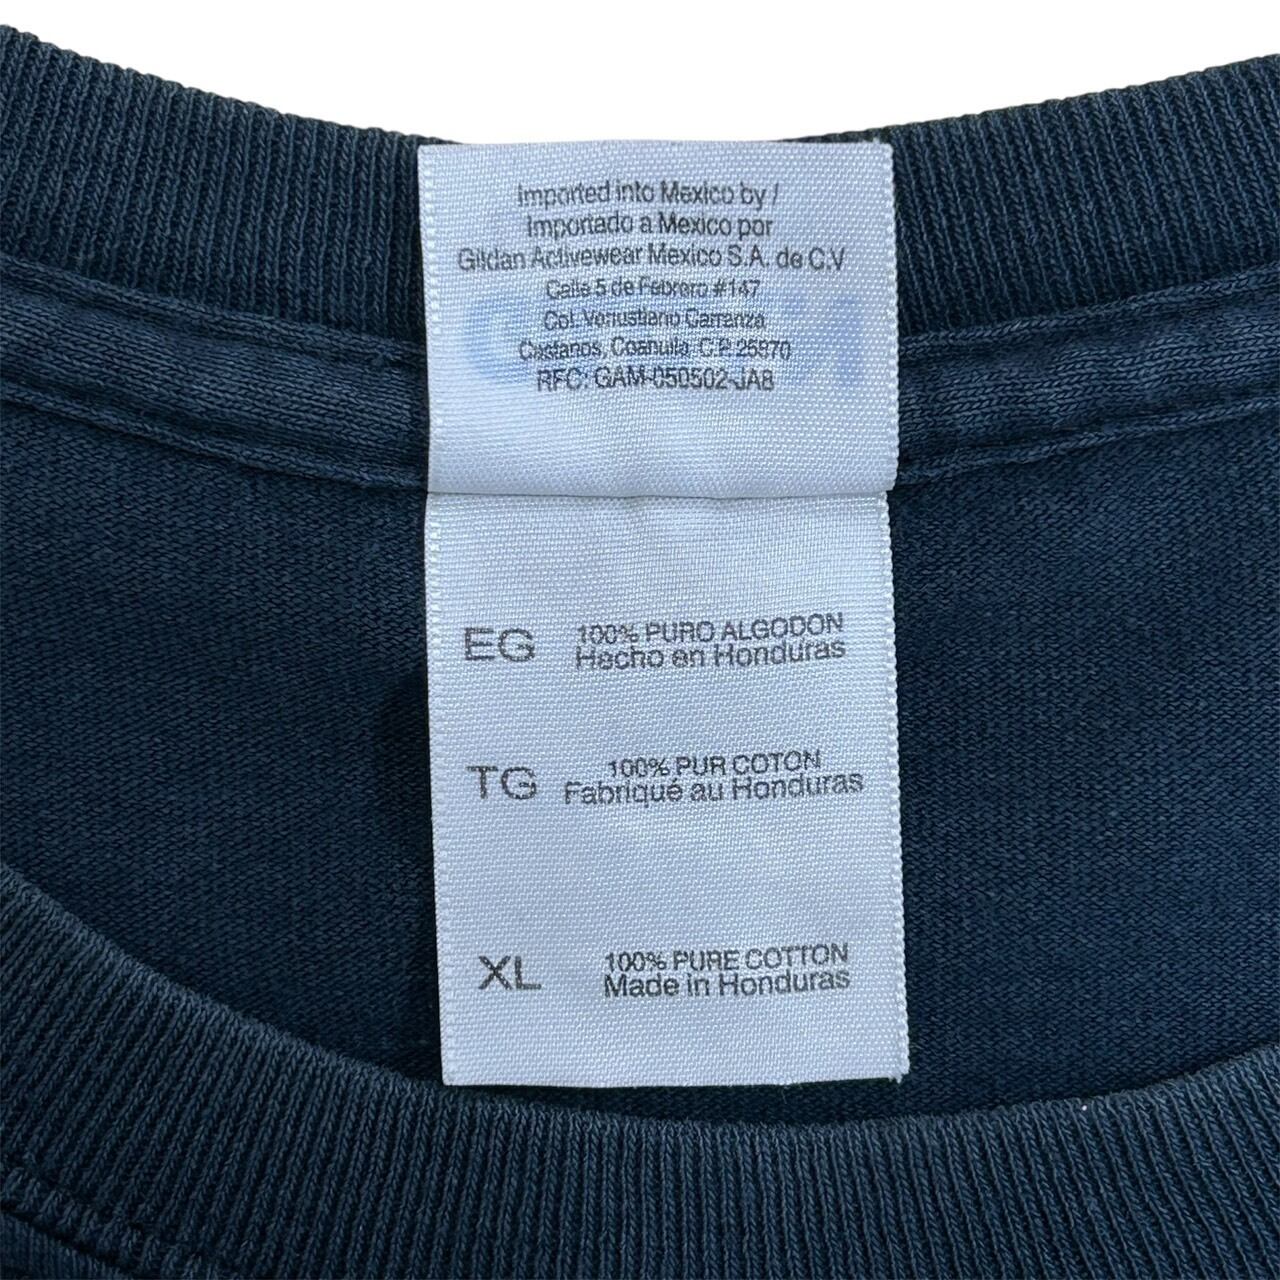 Imported into Mexico by /
Importado a Mexico por
Gildan Activewear Mexico S.A. de C.V
Calle 5 de Febrero #147
Col. Venustiano Carranza
Castanos, Coahuila. C.P. 25870
RFC: GAM-050502-JA8
EG 100% PURO ALGODON
Hecho en Honduras
TG 100% PUR COTON
Fabriqué au Honduras
XL 100% PURE COTTON
Made in Honduras